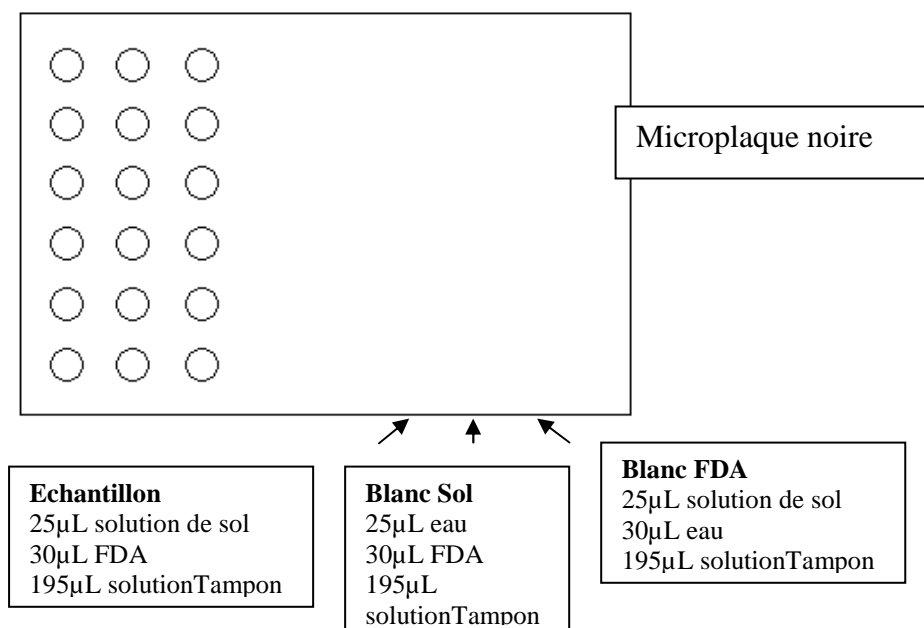 Microplaque noire
Echantillon
25µL solution de sol
30µL FDA
195µL solutionTampon
Blanc Sol
25µL eau
30µL FDA
195µL
solutionTampon
Blanc FDA
25µL solution de sol
30µL eau
195µL solutionTampon